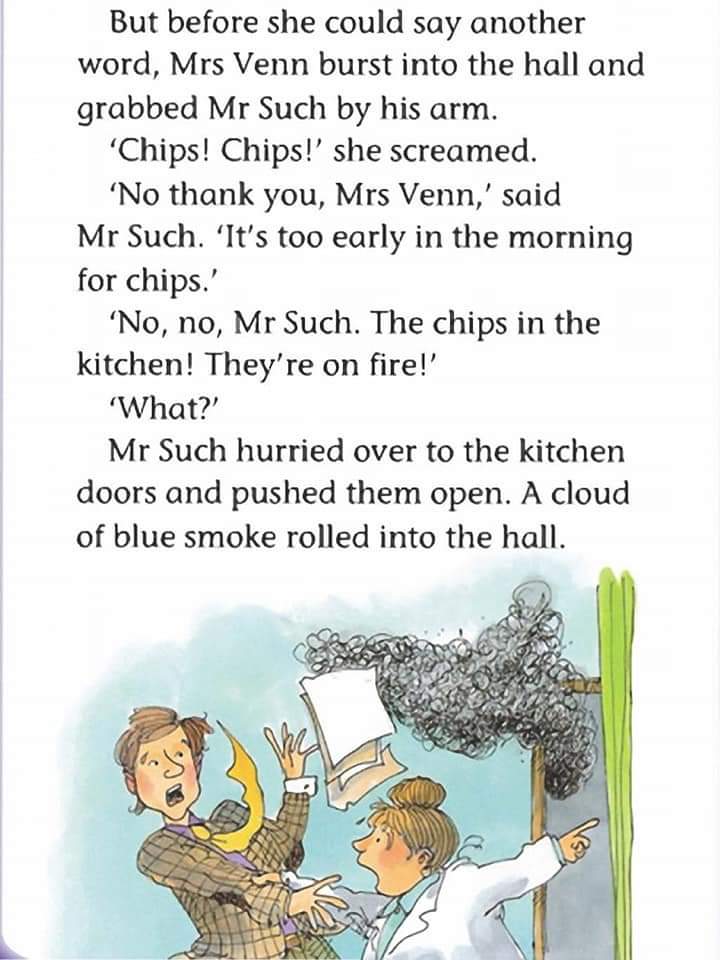 But before she could say another
word, Mrs Venn burst into the hall and
grabbed Mr Such by his arm.
‘Chips! Chips!’ she screamed.
‘No thank you, Mrs Venn,’ said
Mr Such. ‘It's too early in the morning
for chips.’
‘No, no, Mr Such. The chips in the
kitchen! They're on fire!’
‘What?’
Mr Such hurried over to the kitchen
doors and pushed them open. A cloud
of blue smoke rolled into the hall.